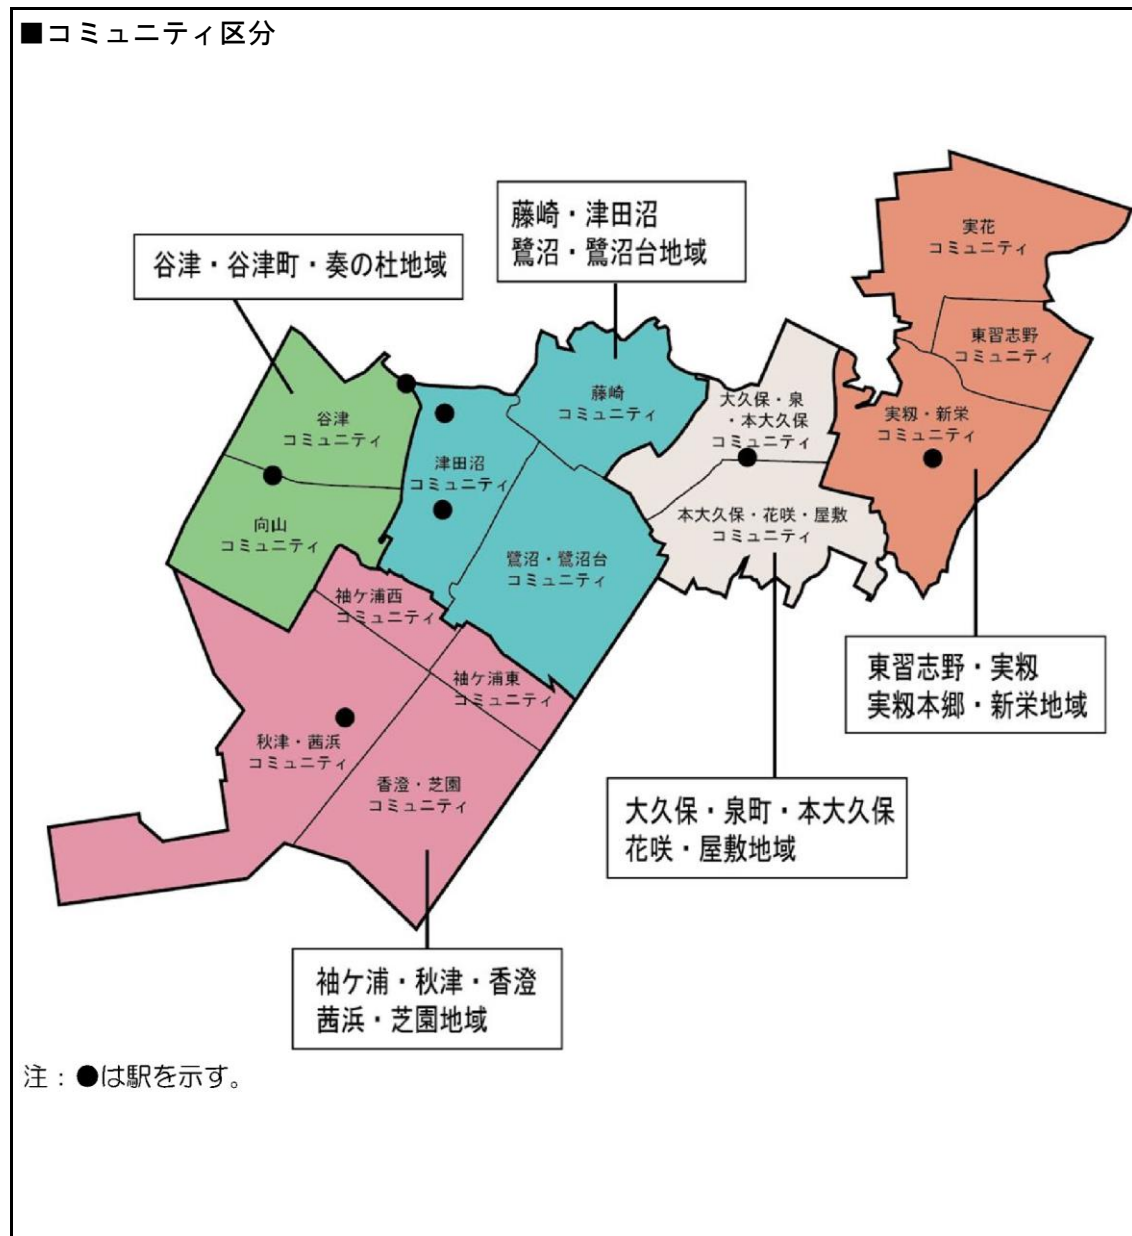 ■コミュニティ区分
藤崎・津田沼
鷺沼・鷺沼台地域
谷津・谷津町・奏の杜地域
実花
コミュニティ
東習志野
コミュニティ
実籾・新栄
コミュニティ
大久保・泉
・本大久保
コミュニティ
藤崎
コミュニティ
谷津
コミュニティ
津田沼
コミュニティ
本大久保・花咲・屋敷
コミュニティ
向山
コミュニティ
鷺沼・鷺沼台
コミュニティ
袖ケ浦西
コミュニティ
袖ケ浦東
コミュニティ
秋津・茜浜
コミュニティ
香澄・芝園
コミュニティ
東習志野・実籾
実籾本郷・新栄地域
大久保・泉町・本大久保
花咲・屋敷地域
袖ケ浦・秋津・香澄
茜浜・芝園地域
注：●は駅を示す。